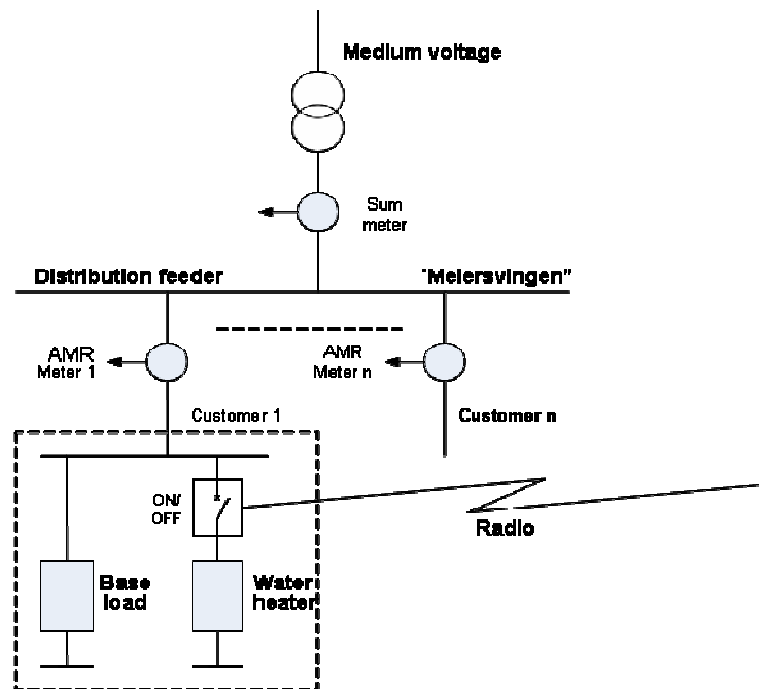 Medium voltage
Sum
meter
Distribution feeder
"Meiersvingen"
AMR
Meter 1
AMR
Meter n
Customer 1
Customer n
ON/
OFF
Radio
Base
load
Water
heater